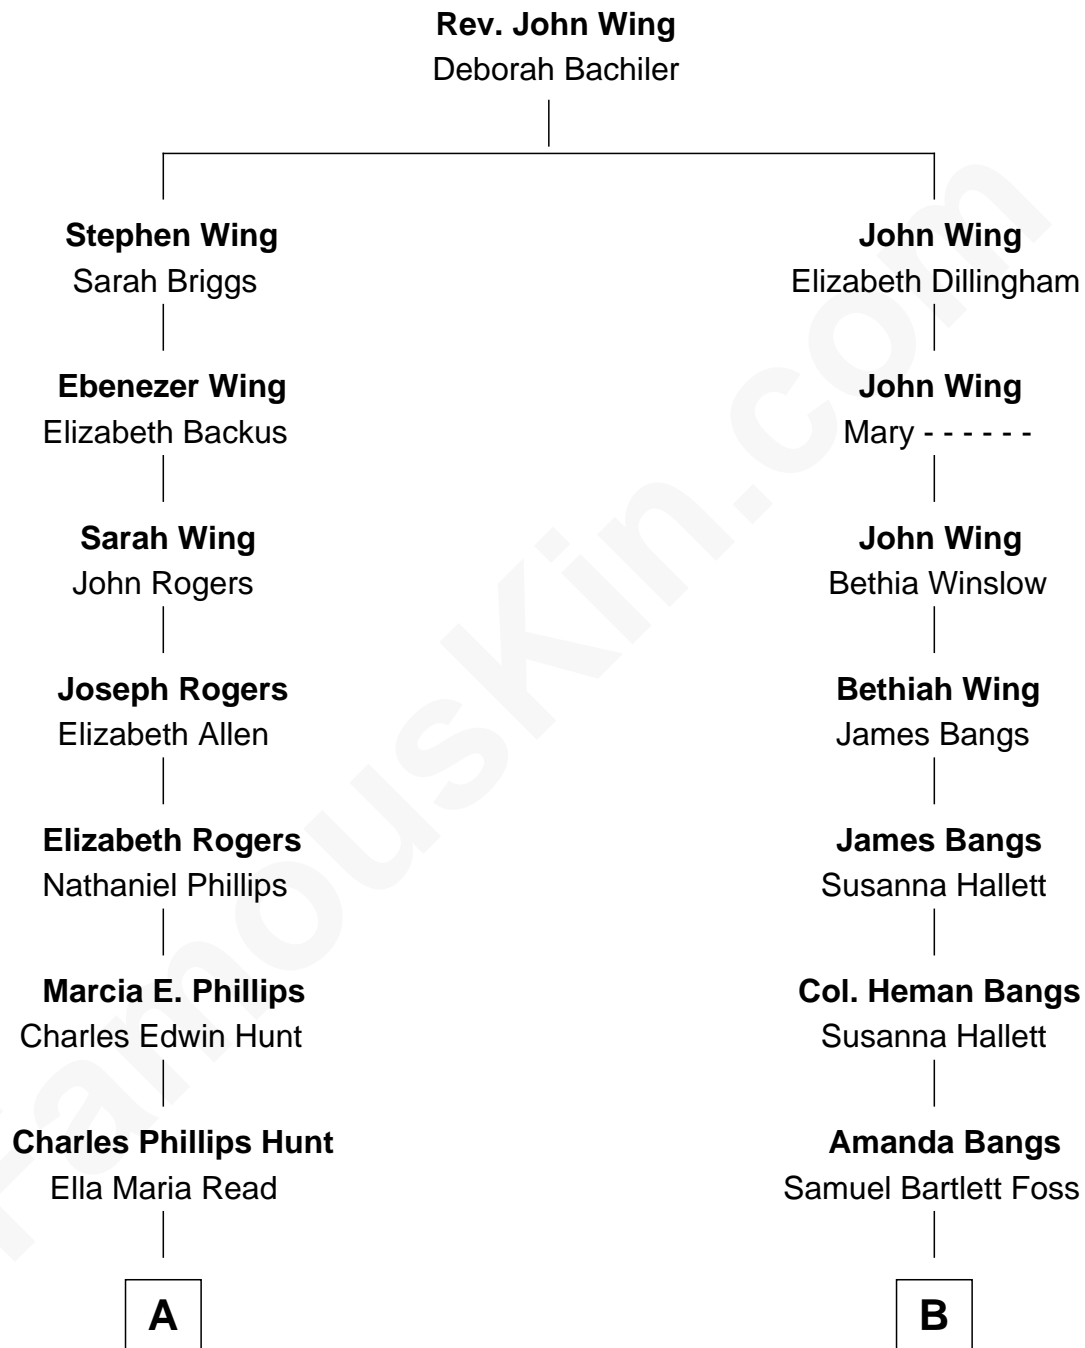 Rev. John Wing
Deborah Bachiler
Stephen Wing
Sarah Briggs
John Wing
Elizabeth Dillingham
Ebenezer Wing
Elizabeth Backus
John Wing
Mary - - - - - -
Sarah Wing
John Rogers
John Wing
Bethia Winslow
Joseph Rogers
Elizabeth Allen
Bethiah Wing
James Bangs
Elizabeth Rogers
Nathaniel Phillips
James Bangs
Susanna Hallett
Marcia E. Phillips
Charles Edwin Hunt
Col. Heman Bangs
Susanna Hallett
Charles Phillips Hunt
Ella Maria Read
Amanda Bangs
Samuel Bartlett Foss
A
B
FamousKin.com